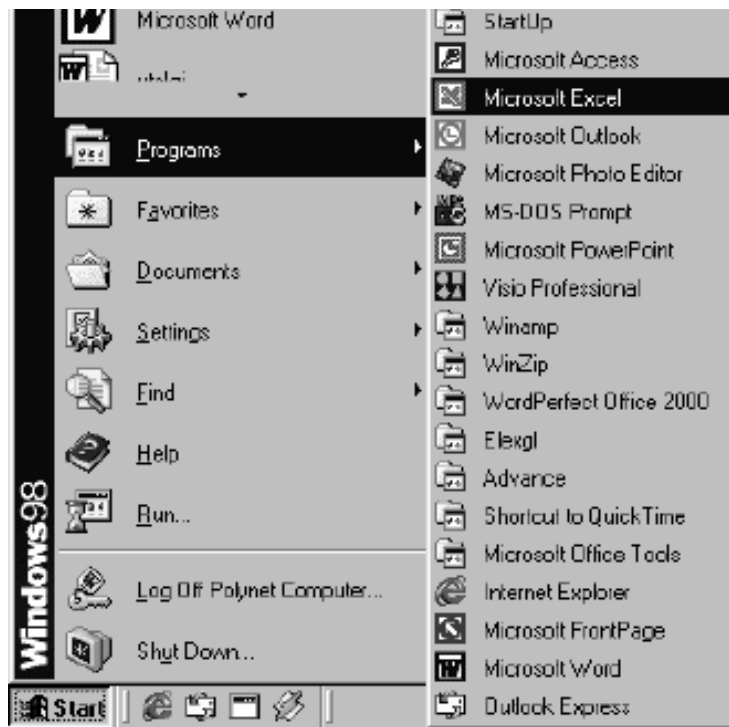 Microsoft Word
Programs
Favorites
Documents
Settings
Find
Help
Run...
Log Off Polynet Computer...
Shut Down...
Windows98
Start
StartUp
Microsoft Access
Microsoft Excel
Microsoft Outlook
Microsoft Photo Editor
MS-DOS Prompt
Microsoft PowerPoint
Visio Professional
Winamp
WinZip
WordPerfect Office 2000
Elexgl
Advance
Shortcut to QuickTime
Microsoft Office Tools
Internet Explorer
Microsoft FrontPage
Microsoft Word
Outlook Express